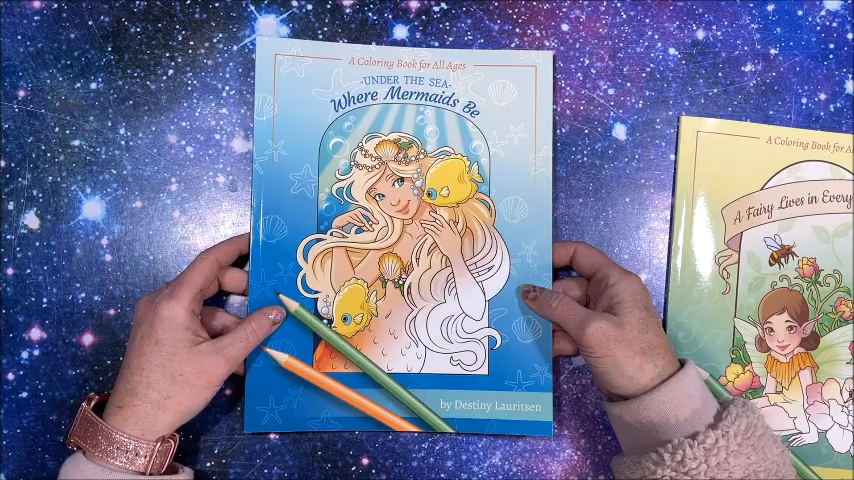 A Coloring Book for All Ages
-UNDER THE SEA-
Where Mermaids Be
by Destiny Lauritsen
A Coloring Book for
A Fairy Lives in Every